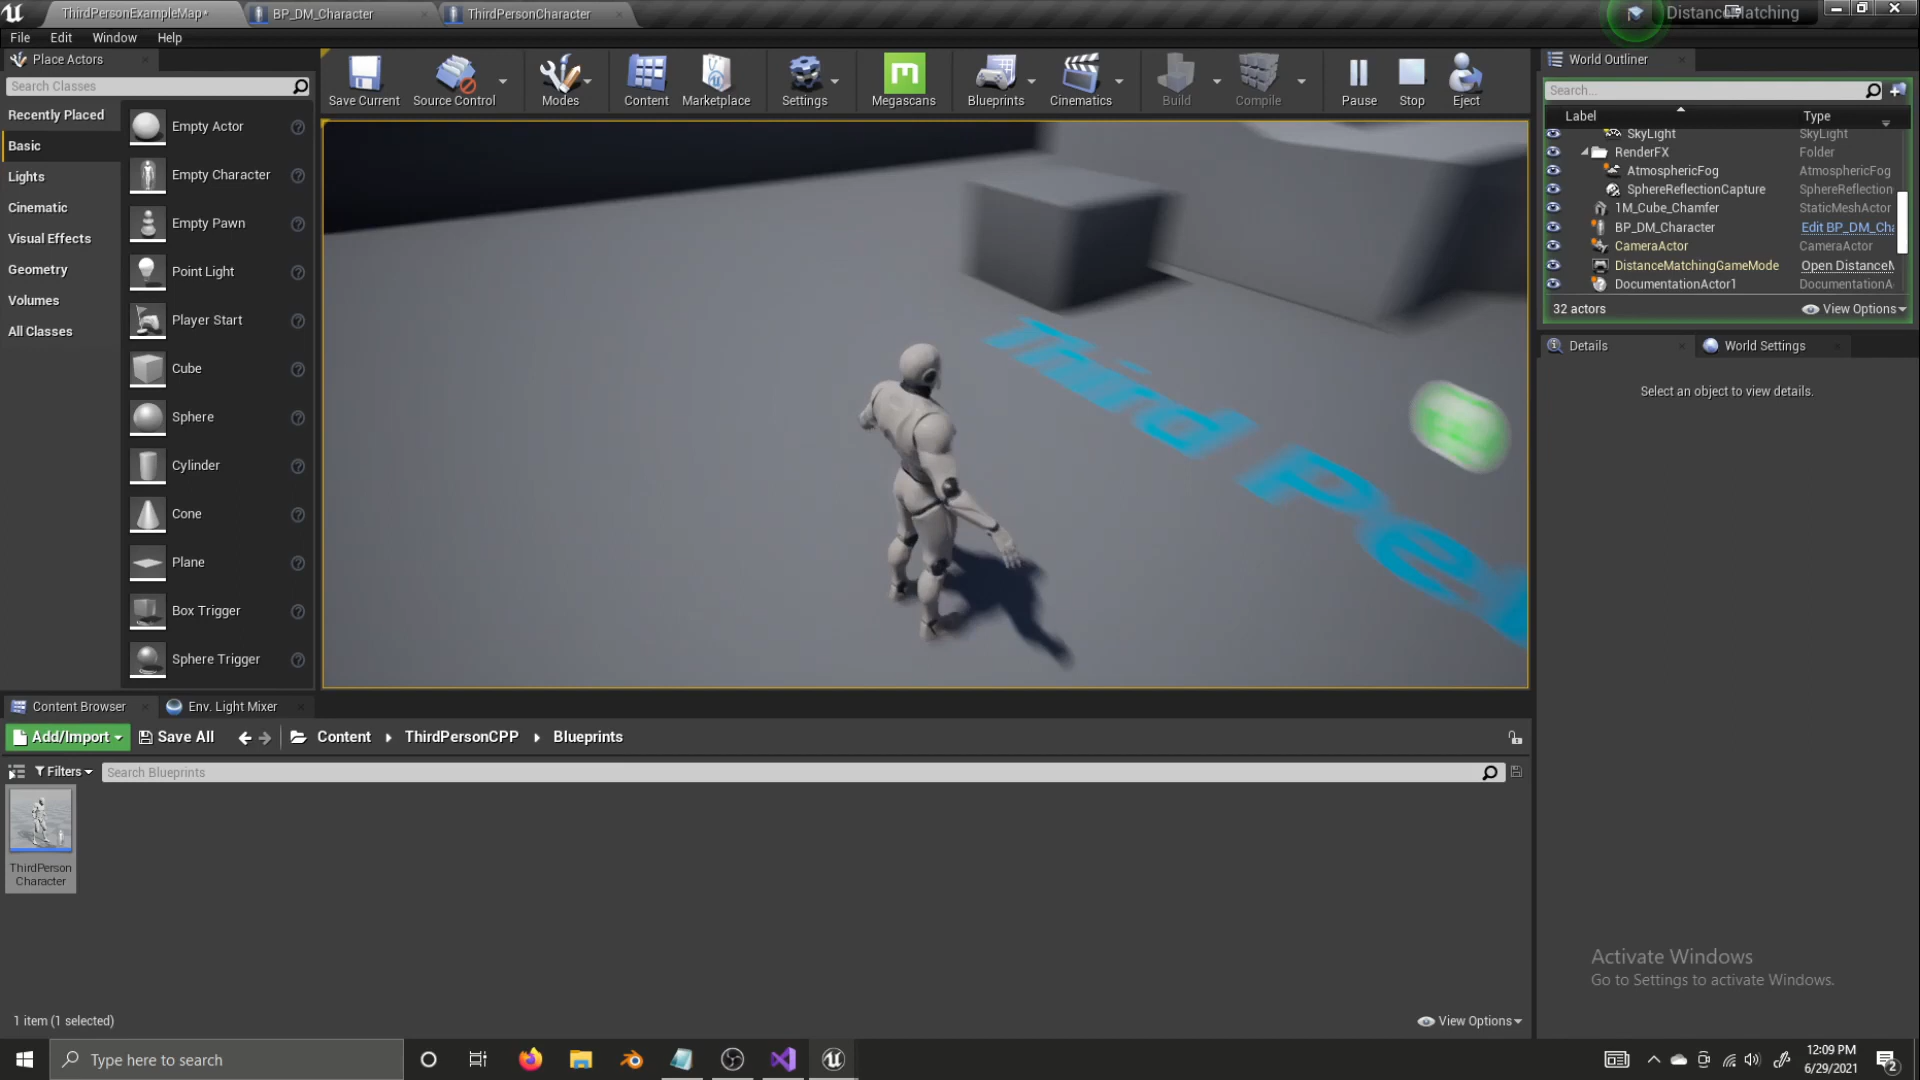 ThirdPersonExampleMap*
BP_DM_Character
ThirdPersonCharacter
DistanceMatching
File Edit Window Help
Place Actors
Search Classes
Recently Placed
Basic
Lights
Cinematic
Visual Effects
Geometry
Volumes
All Classes
Empty Actor
Empty Character
Empty Pawn
Point Light
Player Start
Cube
Sphere
Cylinder
Cone
Plane
Box Trigger
Sphere Trigger
Save Current
Source Control
Modes
Content
Marketplace
Settings
Megascans
Blueprints
Cinematics
Build
Compile
Pause
Stop
Eject
Third Per
World Outliner
Search...
Label Type
SkyLight SkyLight
RenderFX Folder
AtmosphericFog AtmosphericFog
SphereReflectionCapture SphereReflection
1M_Cube_Chamfer StaticMeshActor
BP_DM_Character Edit BP_DM_Cha
CameraActor CameraActor
DistanceMatchingGameMode Open DistanceM
DocumentationActor1 DocumentationA
32 actors View Options
Details
World Settings
Select an object to view details.
Content Browser
Env. Light Mixer
Add/Import Save All Content ThirdPersonCPP Blueprints
Filters Search Blueprints
ThirdPerson
Character
1 item (1 selected)
View Options
Activate Windows
Go to Settings to activate Windows.
Type here to search
12:09 PM
6/29/2021
2